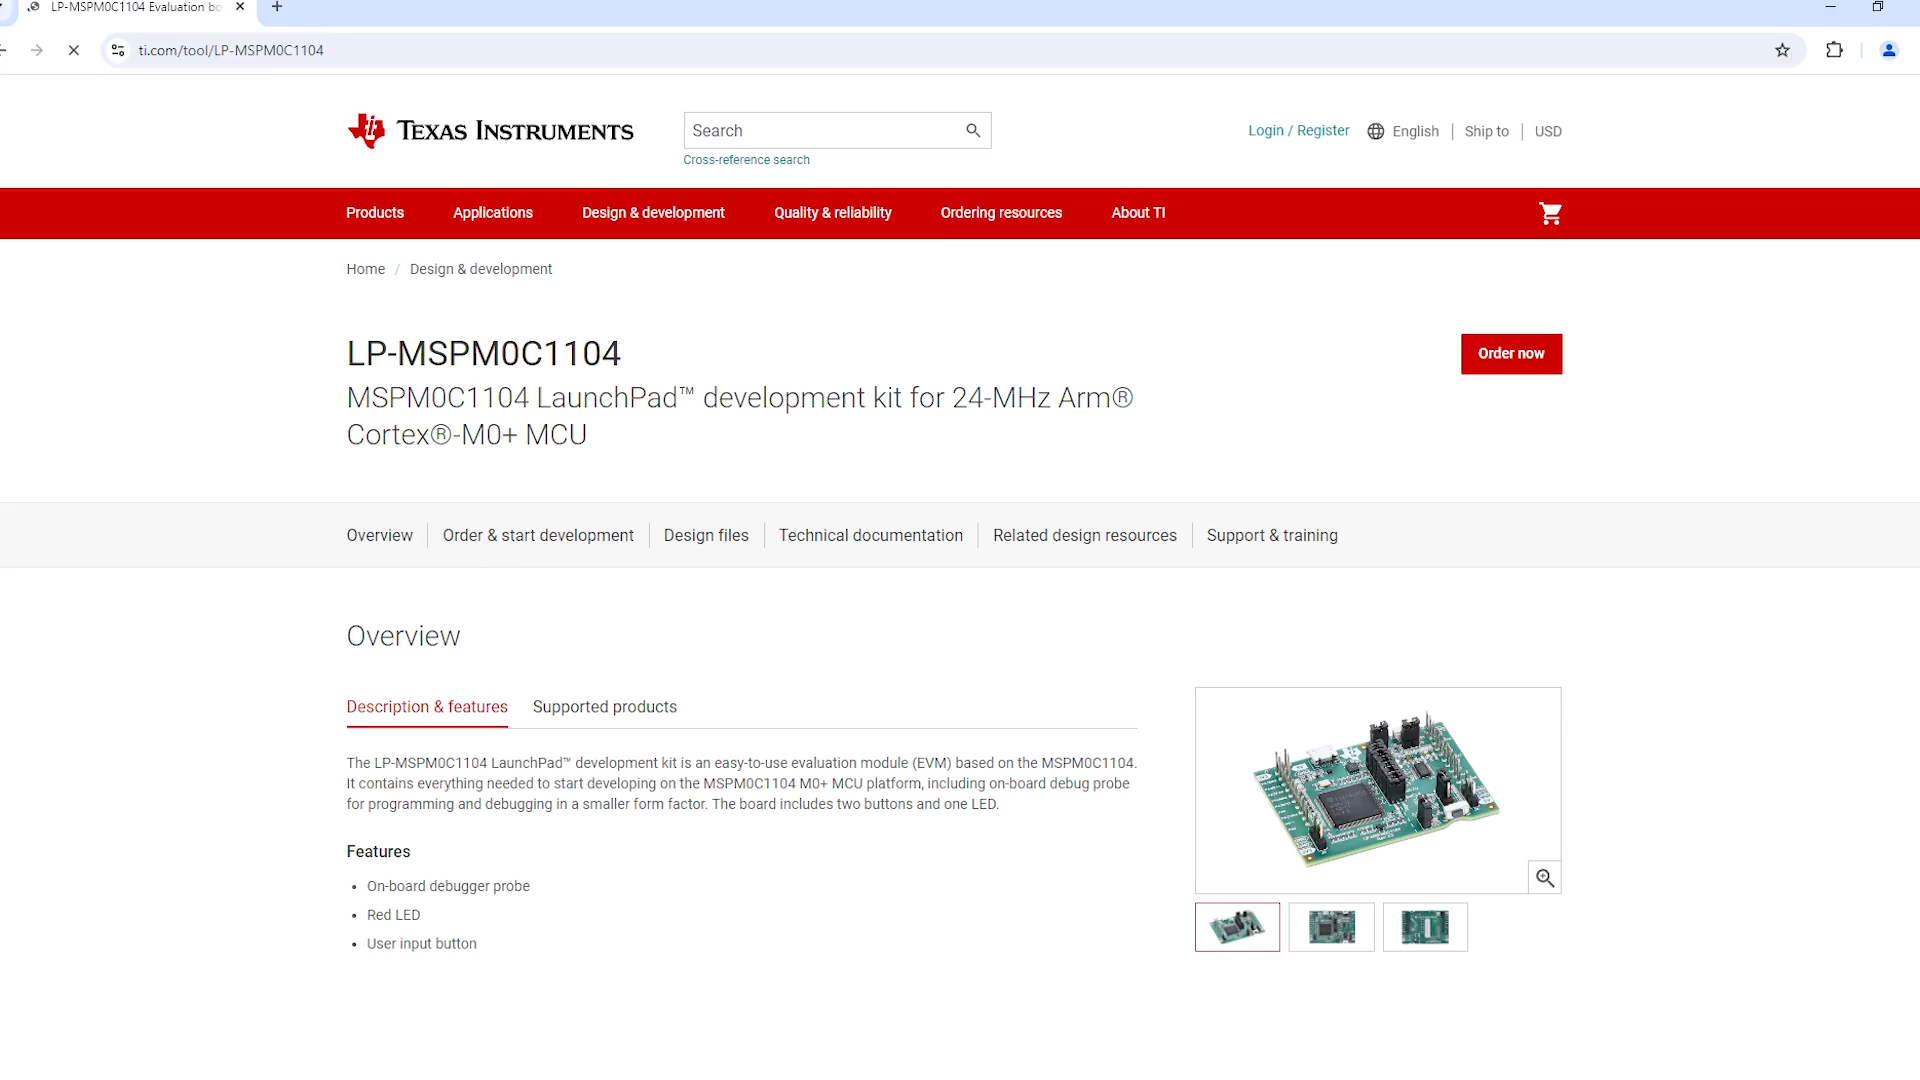 LP-MSPM0C1104 Evaluation bo
ti.com/tool/LP-MSPM0C1104
TEXAS INSTRUMENTS
Search
Cross-reference search
Login / Register
English
Ship to
USD
Products
Applications
Design & development
Quality & reliability
Ordering resources
About TI
Home / Design & development
LP-MSPM0C1104
Order now
MSPM0C1104 LaunchPad™ development kit for 24-MHz Arm®
Cortex®-M0+ MCU
Overview
Order & start development
Design files
Technical documentation
Related design resources
Support & training
Overview
Description & features
Supported products
The LP-MSPM0C1104 LaunchPad™ development kit is an easy-to-use evaluation module (EVM) based on the MSPM0C1104.
It contains everything needed to start developing on the MSPM0C1104 M0+ MCU platform, including on-board debug probe
for programming and debugging in a smaller form factor. The board includes two buttons and one LED.
Features
• On-board debugger probe
• Red LED
• User input button